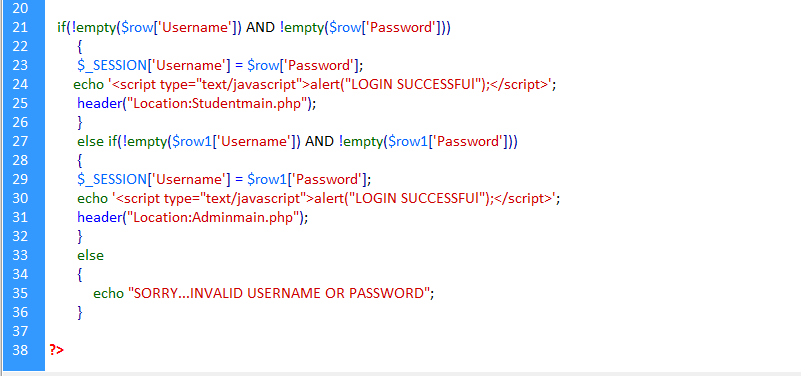 20
21 if(!empty($row['Username']) AND !empty($row['Password']))
22 {
23 $_SESSION['Username'] = $row['Password'];
24 echo '<script type="text/javascript">alert("LOGIN SUCCESSFUl");</script>';
25 header("Location:Studentmain.php");
26 }
27 else if(!empty($row1['Username']) AND !empty($row1['Password']))
28 {
29 $_SESSION['Username'] = $row1['Password'];
30 echo '<script type="text/javascript">alert("LOGIN SUCCESSFUl");</script>';
31 header("Location:Adminmain.php");
32 }
33 else
34 {
35 echo "SORRY...INVALID USERNAME OR PASSWORD";
36 }
37
38 ?>